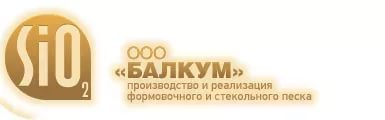 SiO2
ООО
«БАЛКУМ»
производство и реализация
формовочного и стекольного песка